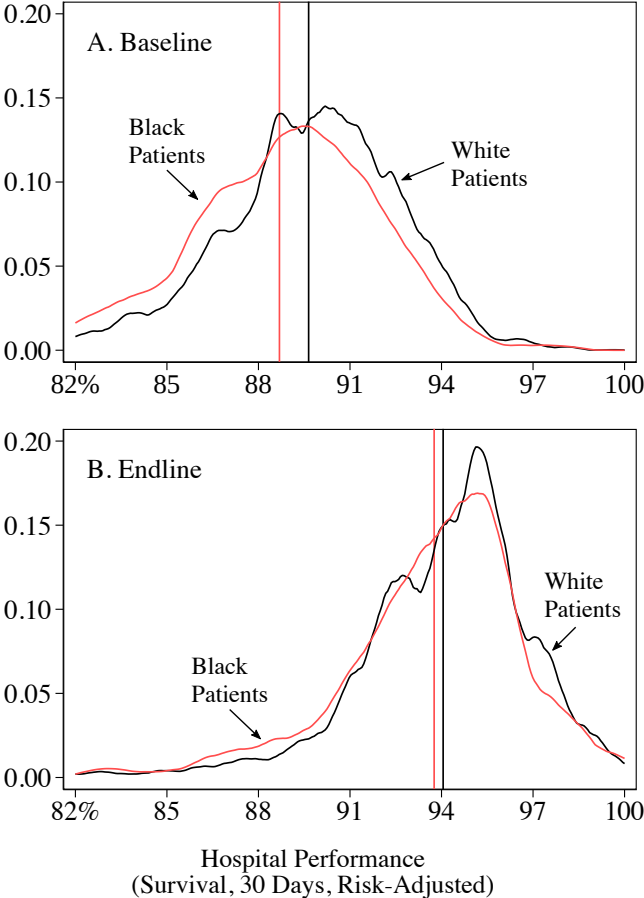 0.20
A. Baseline
0.15
Black
Patients
White
Patients
0.10
0.05
0.00
82% 85 88 91 94 97 100
0.20
B. Endline
0.15
White
Patients
0.10
Black
Patients
0.05
0.00
82% 85 88 91 94 97 100
Hospital Performance
(Survival, 30 Days, Risk-Adjusted)